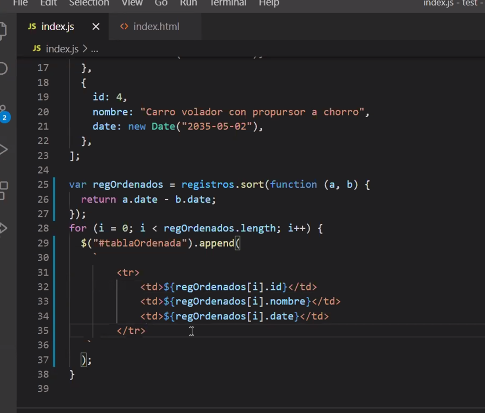 File Edit Selection View Go Run Terminal Help index.js - test -
JS index.js × <> index.html
JS index.js > ...
17 },
18 {
19 id: 4,
20 nombre: "Carro volador con propursor a chorro",
21 date: new Date("2035-05-02"),
22 },
23 ];
24
25 var regOrdenados = registros.sort(function (a, b) {
26 return a.date - b.date;
27 });
28 for (i = 0; i < regOrdenados.length; i++) {
29 $("#tablaOrdenada").append(
30 `
31 <tr>
32 <td>${regOrdenados[i].id}</td>
33 <td>${regOrdenados[i].nombre}</td>
34 <td>${regOrdenados[i].date}</td>
35 </tr>
36 `
37 );
38 }
39
2